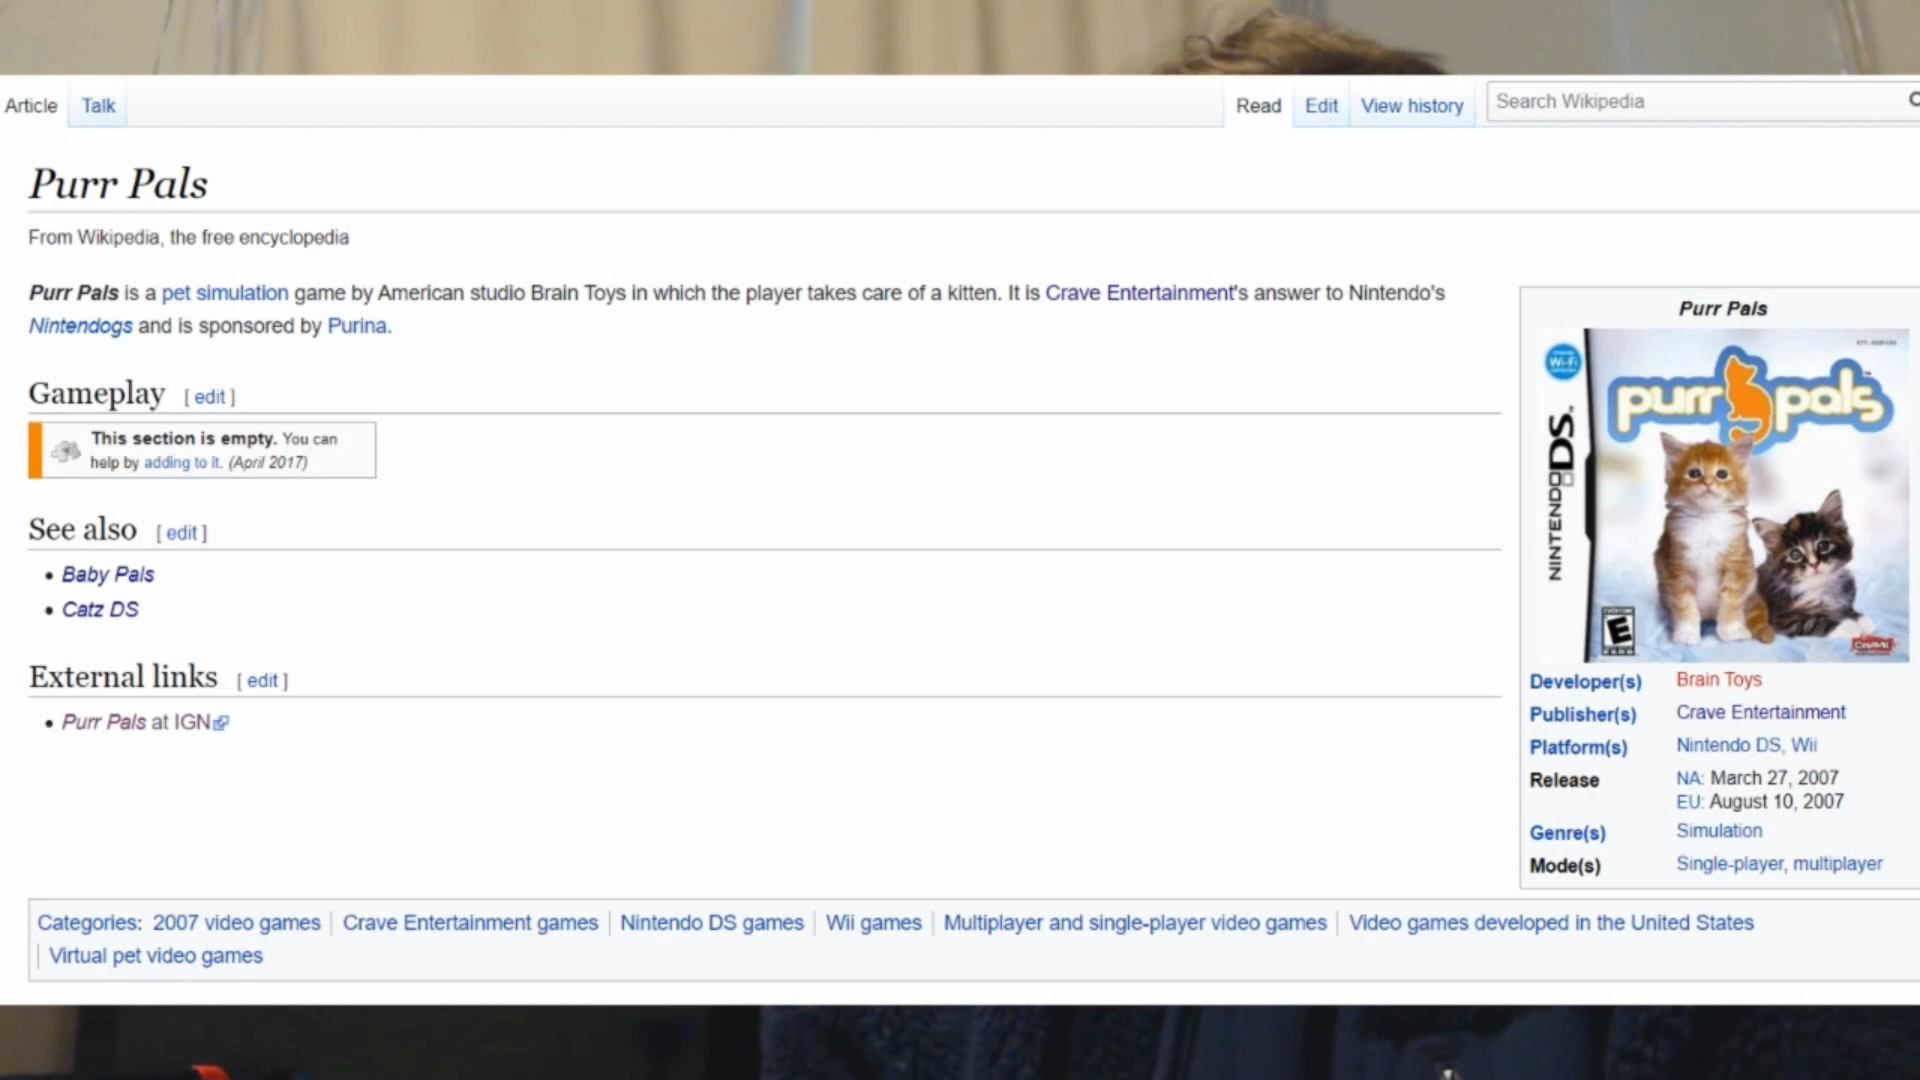 Article
Talk
Read
Edit
View history
Search Wikipedia
Purr Pals
From Wikipedia, the free encyclopedia
Purr Pals is a pet simulation game by American studio Brain Toys in which the player takes care of a kitten. It is Crave Entertainment's answer to Nintendo's
Nintendogs and is sponsored by Purina.
Gameplay [ edit ]
This section is empty. You can
help by adding to it. (April 2017)
See also [ edit ]
• Baby Pals
• Catz DS
External links [ edit ]
• Purr Pals at IGN
Purr Pals
Wi-Fi
NINTENDO DS™
purr pals
E
CRAVE
Developer(s) Brain Toys
Publisher(s) Crave Entertainment
Platform(s) Nintendo DS, Wii
Release NA: March 27, 2007
EU: August 10, 2007
Genre(s) Simulation
Mode(s) Single-player, multiplayer
Categories: 2007 video games | Crave Entertainment games | Nintendo DS games | Wii games | Multiplayer and single-player video games | Video games developed in the United States
| Virtual pet video games